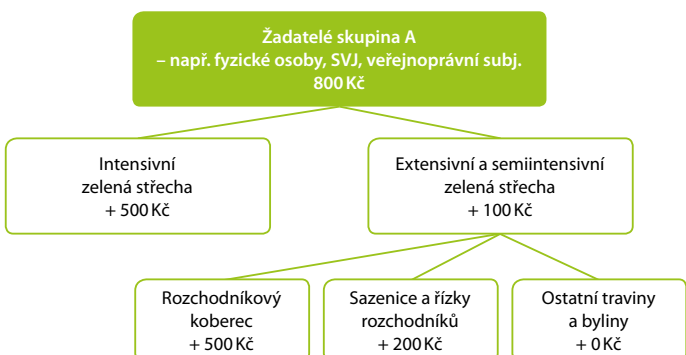 Žadatelé skupina A
– např. fyzické osoby, SVJ, veřejnoprávní subj.
800 Kč
Intensivní
zelená střecha
+ 500 Kč
Extensivní a semiintensivní
zelená střecha
+ 100 Kč
Rozchodníkový
koberec
+ 500 Kč
Sazenice a řízky
rozchodníků
+ 200 Kč
Ostatní traviny
a byliny
+ 0 Kč